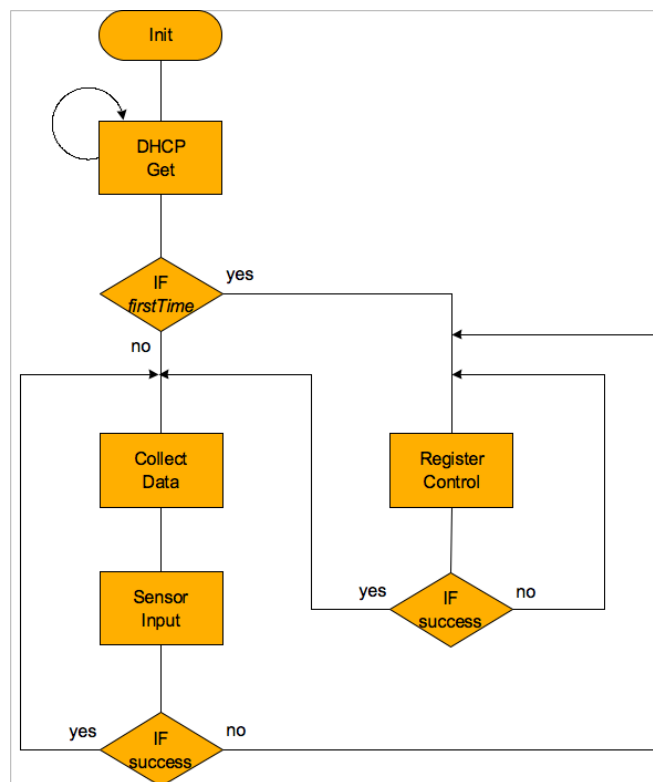 Init
DHCP
Get
IF
firstTime
yes
no
Collect
Data
Register
Control
Sensor
Input
yes
IF
success
no
yes
IF
success
no